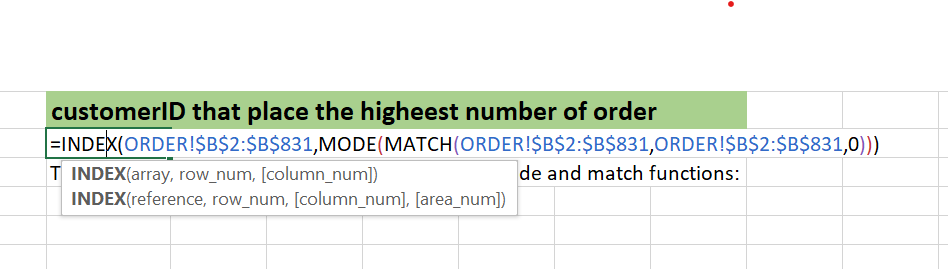 customerID that place the higheest number of order
=INDEX(ORDER!$B$2:$B$831,MODE(MATCH(ORDER!$B$2:$B$831,ORDER!$B$2:$B$831,0)))
T
INDEX(array, row_num, [column_num])
de and match functions:
INDEX(reference, row_num, [column_num], [area_num])